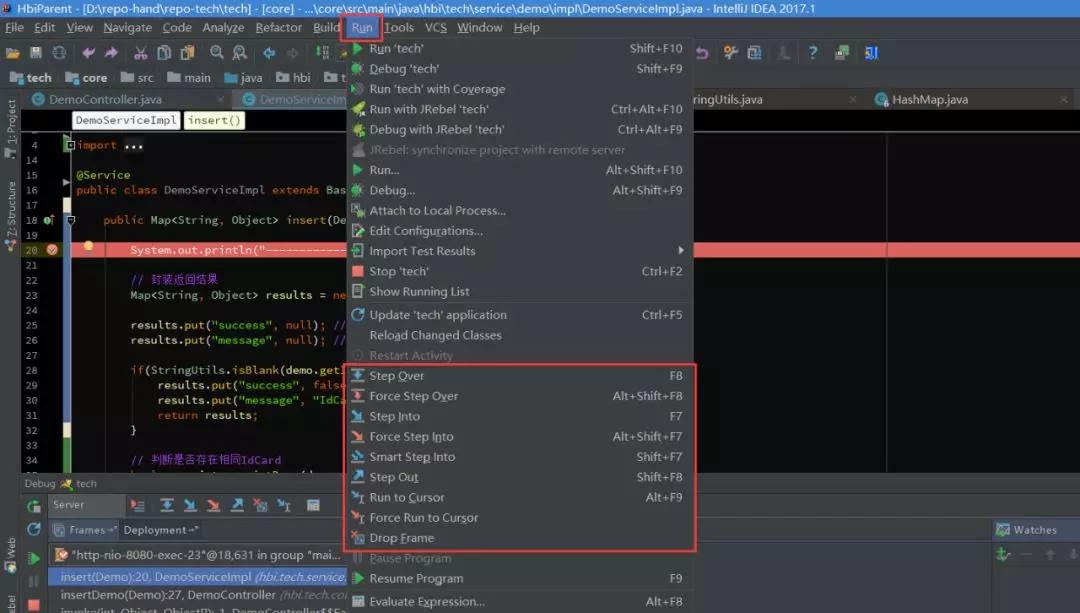 HbiParent - [D:\repo-hand\repo-tech\tech] - [core] - ...\core\src\main\java\hbi\tech\service\demo\impl\DemoServiceImpl.java - IntelliJ IDEA 2017.1
File Edit View Navigate Code Analyze Refactor Build Run Tools VCS Window Help
tech core src main java hbi
DemoController.java DemoServiceIm ringUtils.java HashMap.java
DemoServiceImpl insert()
1: Project
Z: Structure
Web
4 import ...
14
15 @Service
16 public class DemoServiceImpl extends Bas
17
18 public Map<String, Object> insert(De
19
20 System.out.println("-------------
21
22 // 封装返回结果
23 Map<String, Object> results = ne
24
25 results.put("success", null); //
26 results.put("message", null); //
27
28 if(StringUtils.isBlank(demo.getI
29 results.put("success", false
30 results.put("message", "IdCa
31 return results;
32 }
33
34 // 判断是否存在相同IdCard
Run 'tech' Shift+F10
Debug 'tech' Shift+F9
Run 'tech' with Coverage
Run with JRebel 'tech' Ctrl+Alt+F10
Debug with JRebel 'tech' Ctrl+Alt+F9
JRebel: synchronize project with remote server
Run... Alt+Shift+F10
Debug... Alt+Shift+F9
Attach to Local Process...
Edit Configurations...
Import Test Results
Stop 'tech' Ctrl+F2
Show Running List
Update 'tech' application Ctrl+F5
Reload Changed Classes
Restart Activity
Step Over F8
Force Step Over Alt+Shift+F8
Step Into F7
Force Step Into Alt+Shift+F7
Smart Step Into Shift+F7
Step Out Shift+F8
Run to Cursor Alt+F9
Force Run to Cursor
Drop Frame
Pause Program
Resume Program F9
Evaluate Expression... Alt+F8
Debug tech
Server
Frames Deployment
Watches
"http-nio-8080-exec-23"@18,631 in group "mai...
insert(Demo):20, DemoServiceImpl (hbi.tech.service.
insertDemo(Demo):27, DemoController (hbi.tech.con